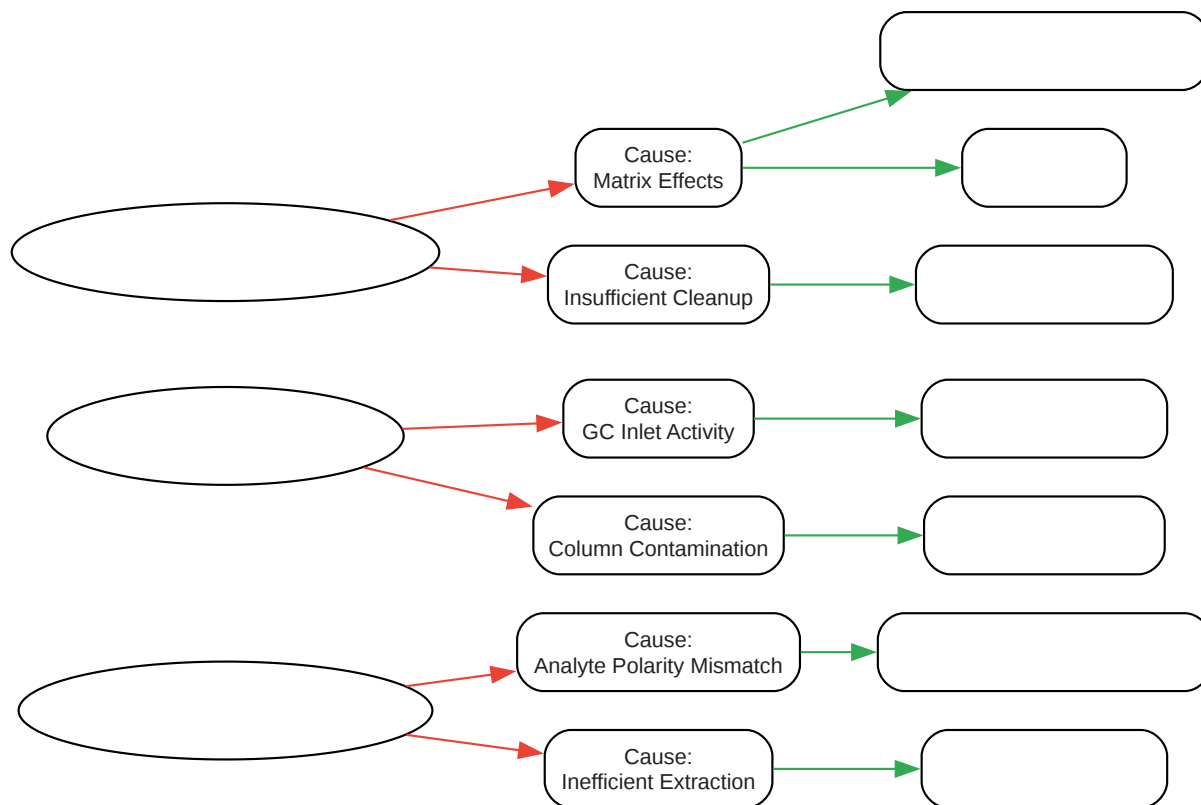 Cause:
Matrix Effects
Cause:
Insufficient Cleanup
Cause:
GC Inlet Activity
Cause:
Column Contamination
Cause:
Analyte Polarity Mismatch
Cause:
Inefficient Extraction